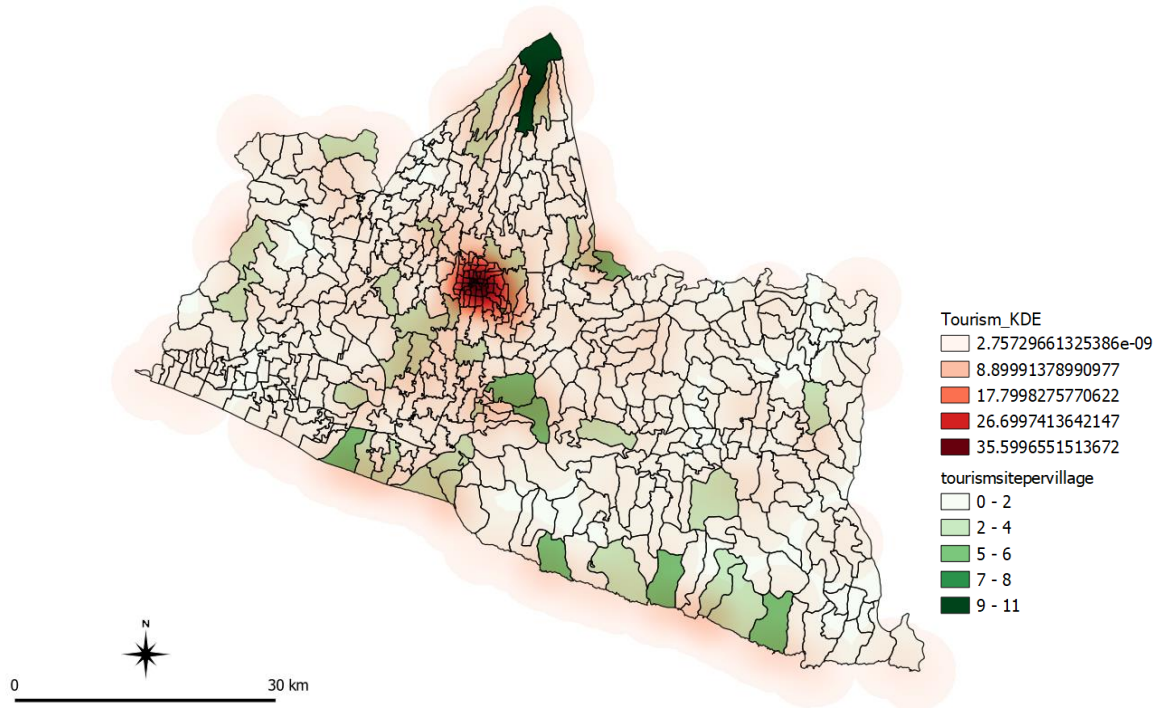 Tourism_KDE
2.75729661325386e-09
8.89991378990977
17.7998275770622
26.6997413642147
35.5996551513672
tourismsitepervillage
0 - 2
2 - 4
5 - 6
7 - 8
9 - 11
N
0 30 km